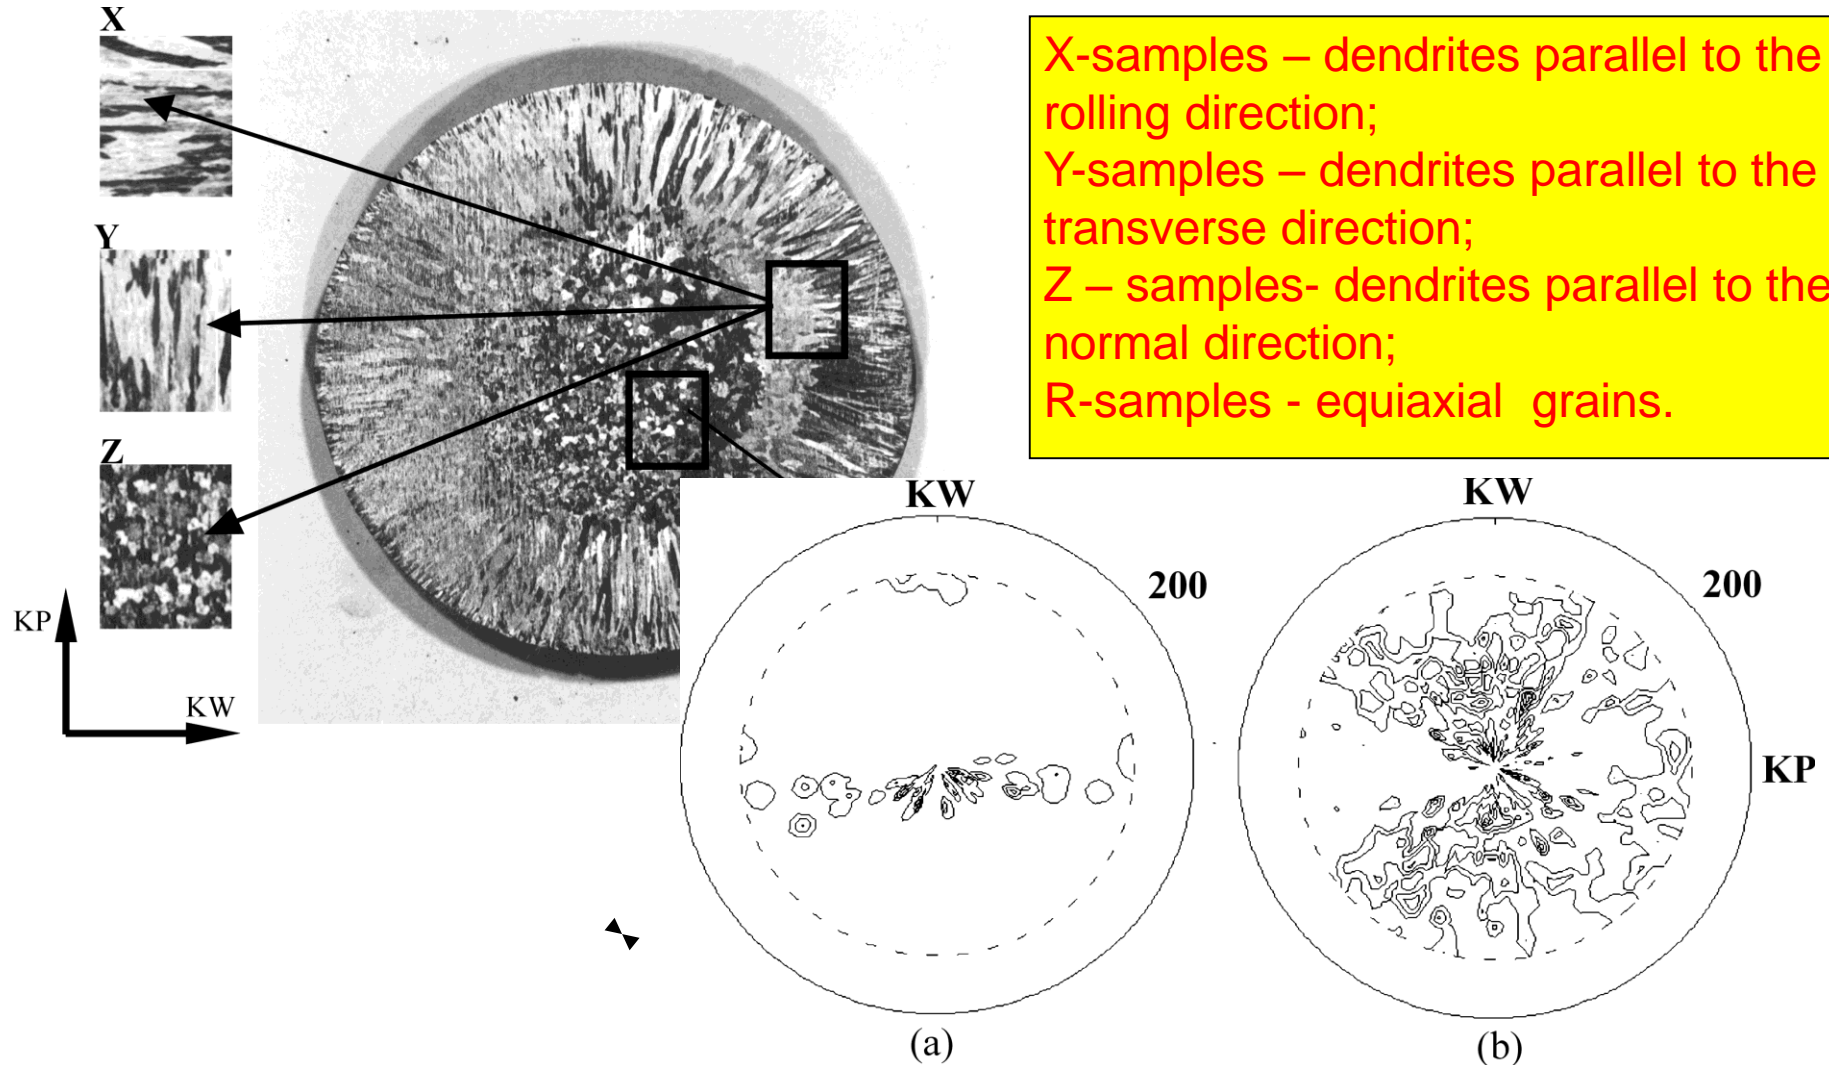 X
Y
Z
KP
KW
X-samples – dendrites parallel to the
rolling direction;
Y-samples – dendrites parallel to the
transverse direction;
Z – samples- dendrites parallel to the
normal direction;
R-samples - equiaxial  grains.
KW
200
(a)
KW
200
KP
(b)